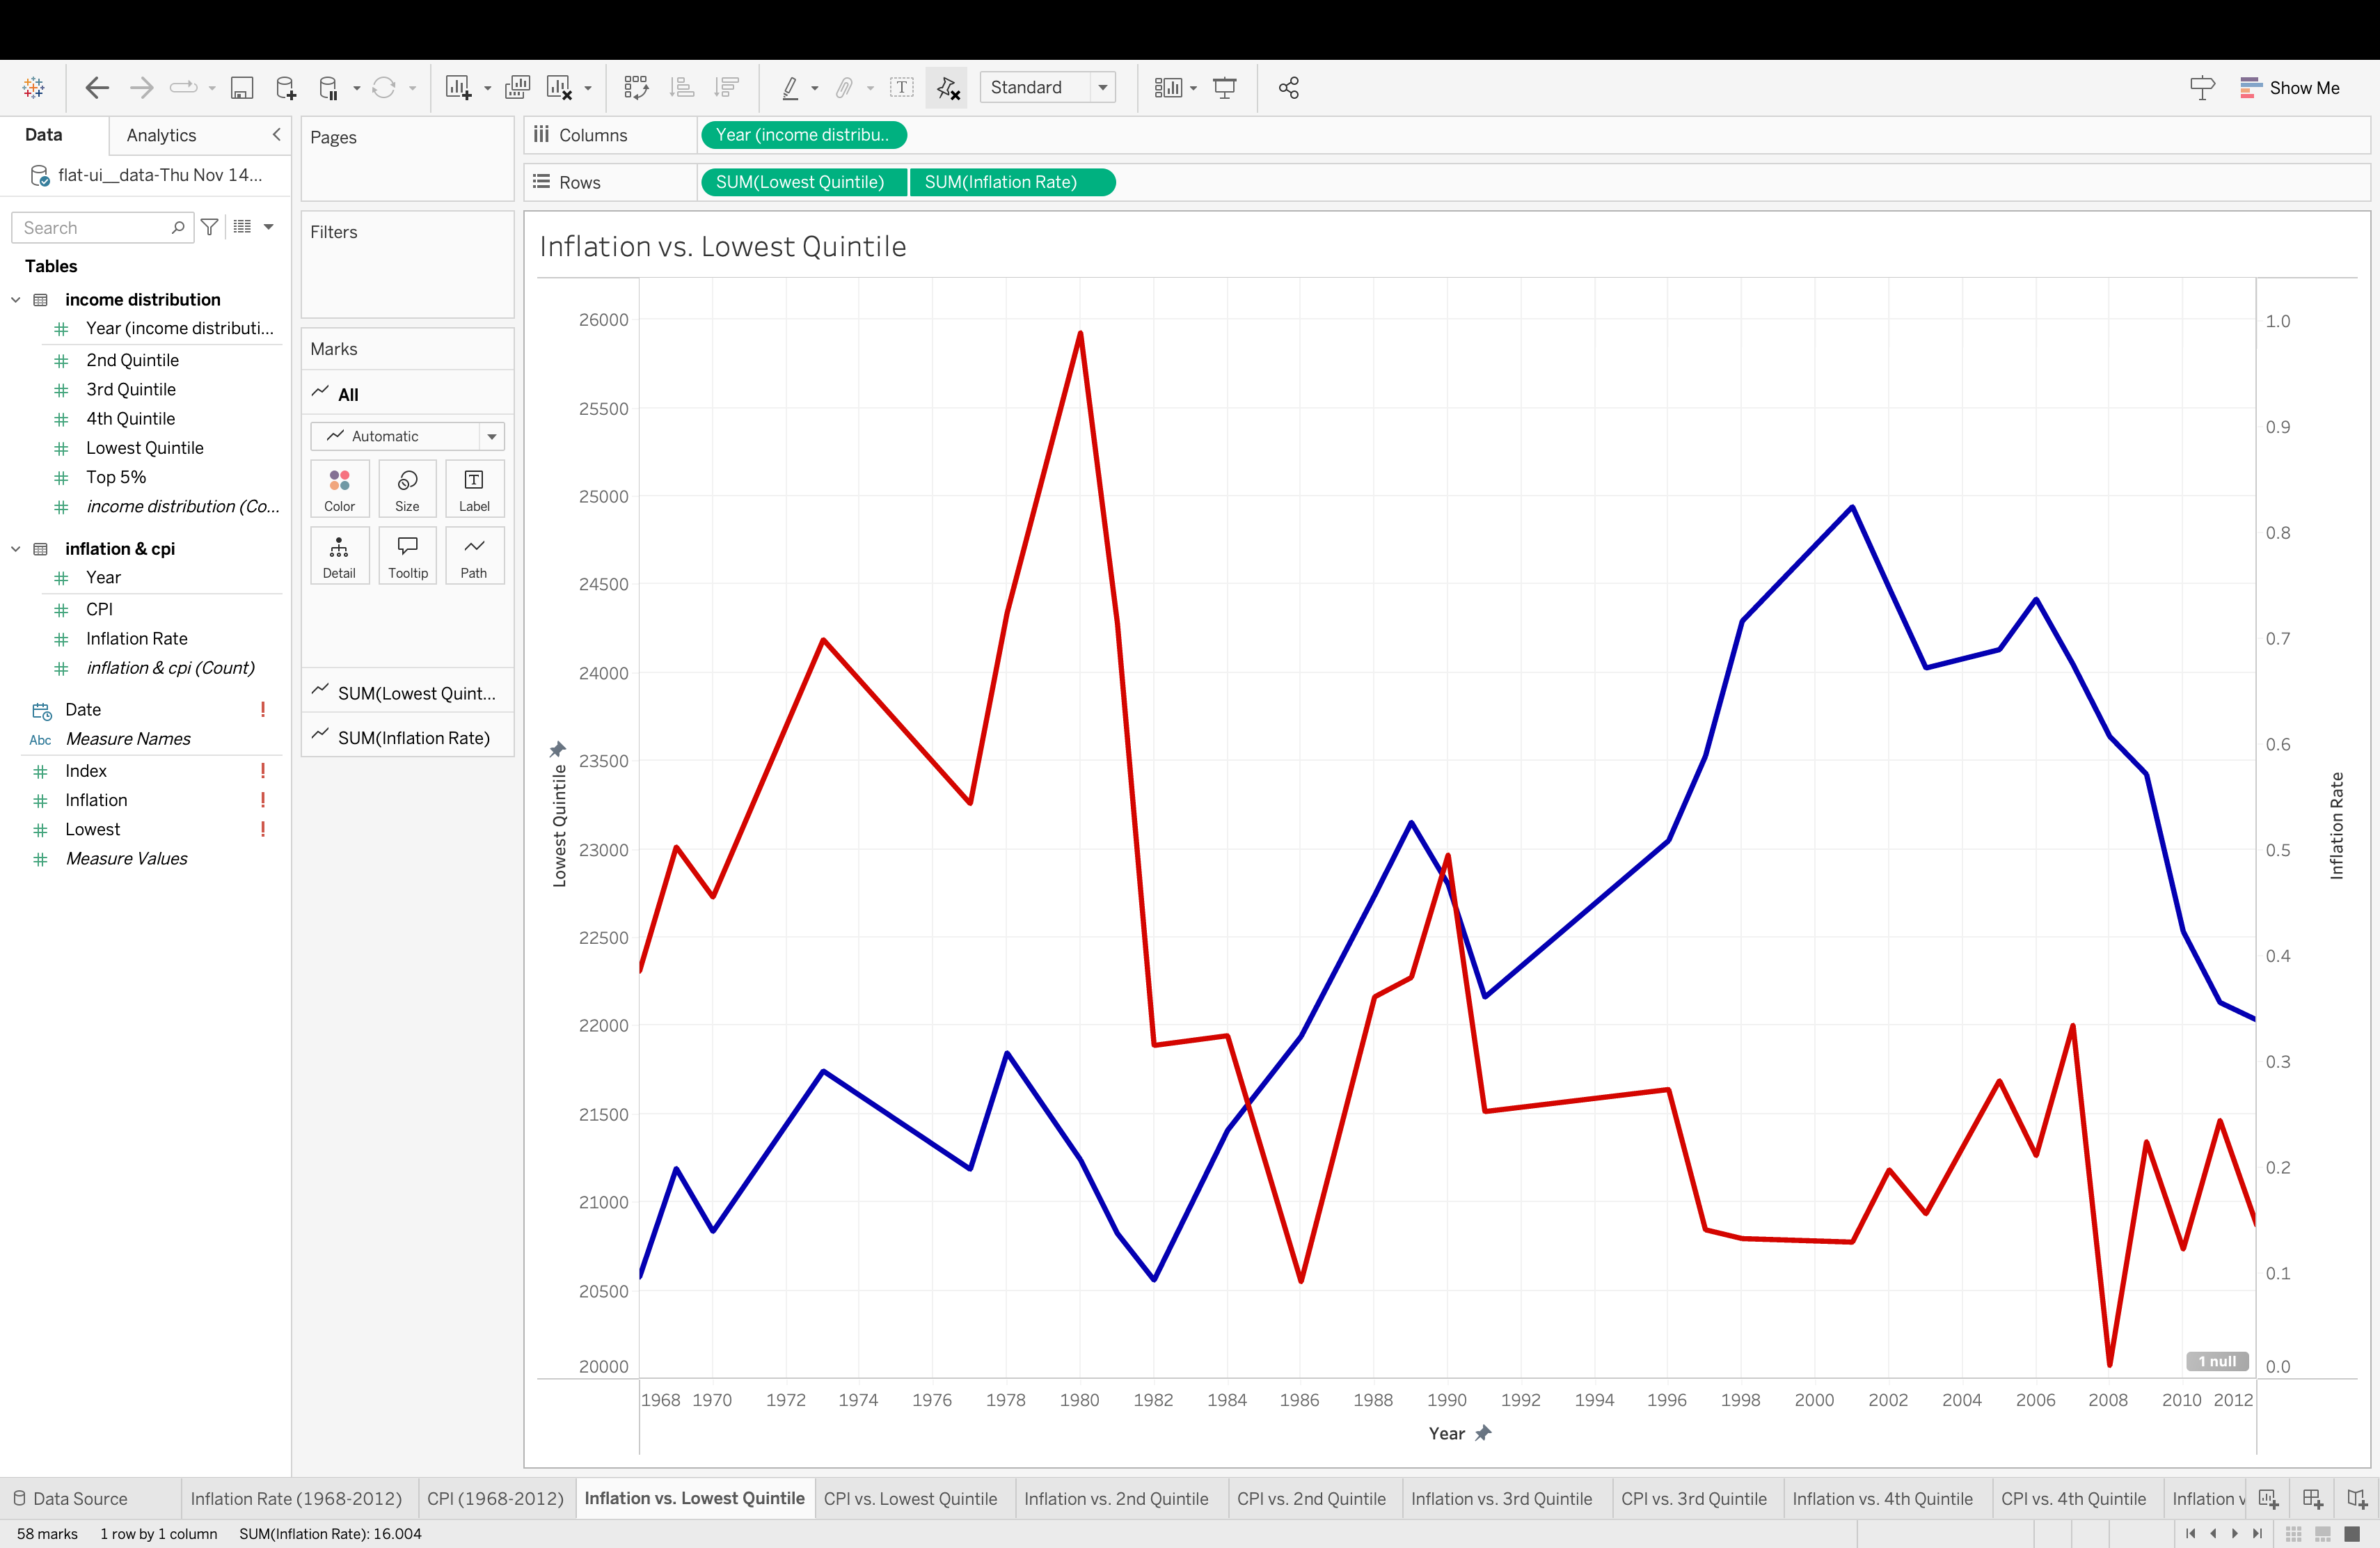 Standard
Show Me
Data
Analytics
flat-ui__data-Thu Nov 14...
Search
Tables
income distribution
Year (income distributi...
2nd Quintile
3rd Quintile
4th Quintile
Lowest Quintile
Top 5%
income distribution (Co...
inflation & cpi
Year
CPI
Inflation Rate
inflation & cpi (Count)
Date !
Abc Measure Names
Index !
Inflation !
Lowest !
Measure Values
Pages
Filters
Marks
All
Automatic
Color Size Label
Detail Tooltip Path
SUM(Lowest Quint...
SUM(Inflation Rate)
Columns Year (income distribu..
Rows SUM(Lowest Quintile) SUM(Inflation Rate)
Inflation vs. Lowest Quintile
26000
25500
25000
24500
24000
23500
23000
22500
22000
21500
21000
20500
20000
Lowest Quintile
1.0
0.9
0.8
0.7
0.6
0.5
0.4
0.3
0.2
0.1
0.0
Inflation Rate
1 null
1968 1970 1972 1974 1976 1978 1980 1982 1984 1986 1988 1990 1992 1994 1996 1998 2000 2002 2004 2006 2008 2010 2012
Year
Data Source Inflation Rate (1968-2012) CPI (1968-2012) Inflation vs. Lowest Quintile CPI vs. Lowest Quintile Inflation vs. 2nd Quintile CPI vs. 2nd Quintile Inflation vs. 3rd Quintile CPI vs. 3rd Quintile Inflation vs. 4th Quintile CPI vs. 4th Quintile Inflation v
58 marks 1 row by 1 column SUM(Inflation Rate): 16.004